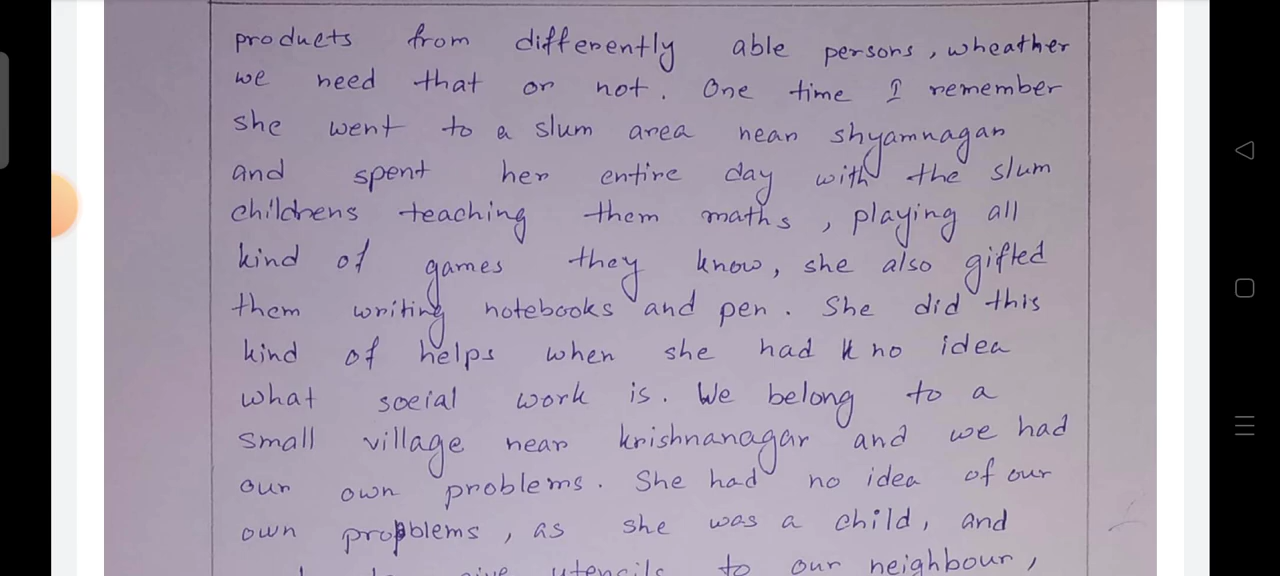 products from differently able persons, wheather
we need that or not. One time I remember
she went to a slum area near shyamnagar
and spent her entire day with the slum
childrens teaching them maths, playing all
kind of games they know, she also gifted
them writing notebooks and pen. She did this
kind of helps when she had no idea
what social work is. We belong to a
small village near krishnanagar and we had
our own problems. She had no idea of our
own problems, as she was a child, and
utensils to our neighbour,